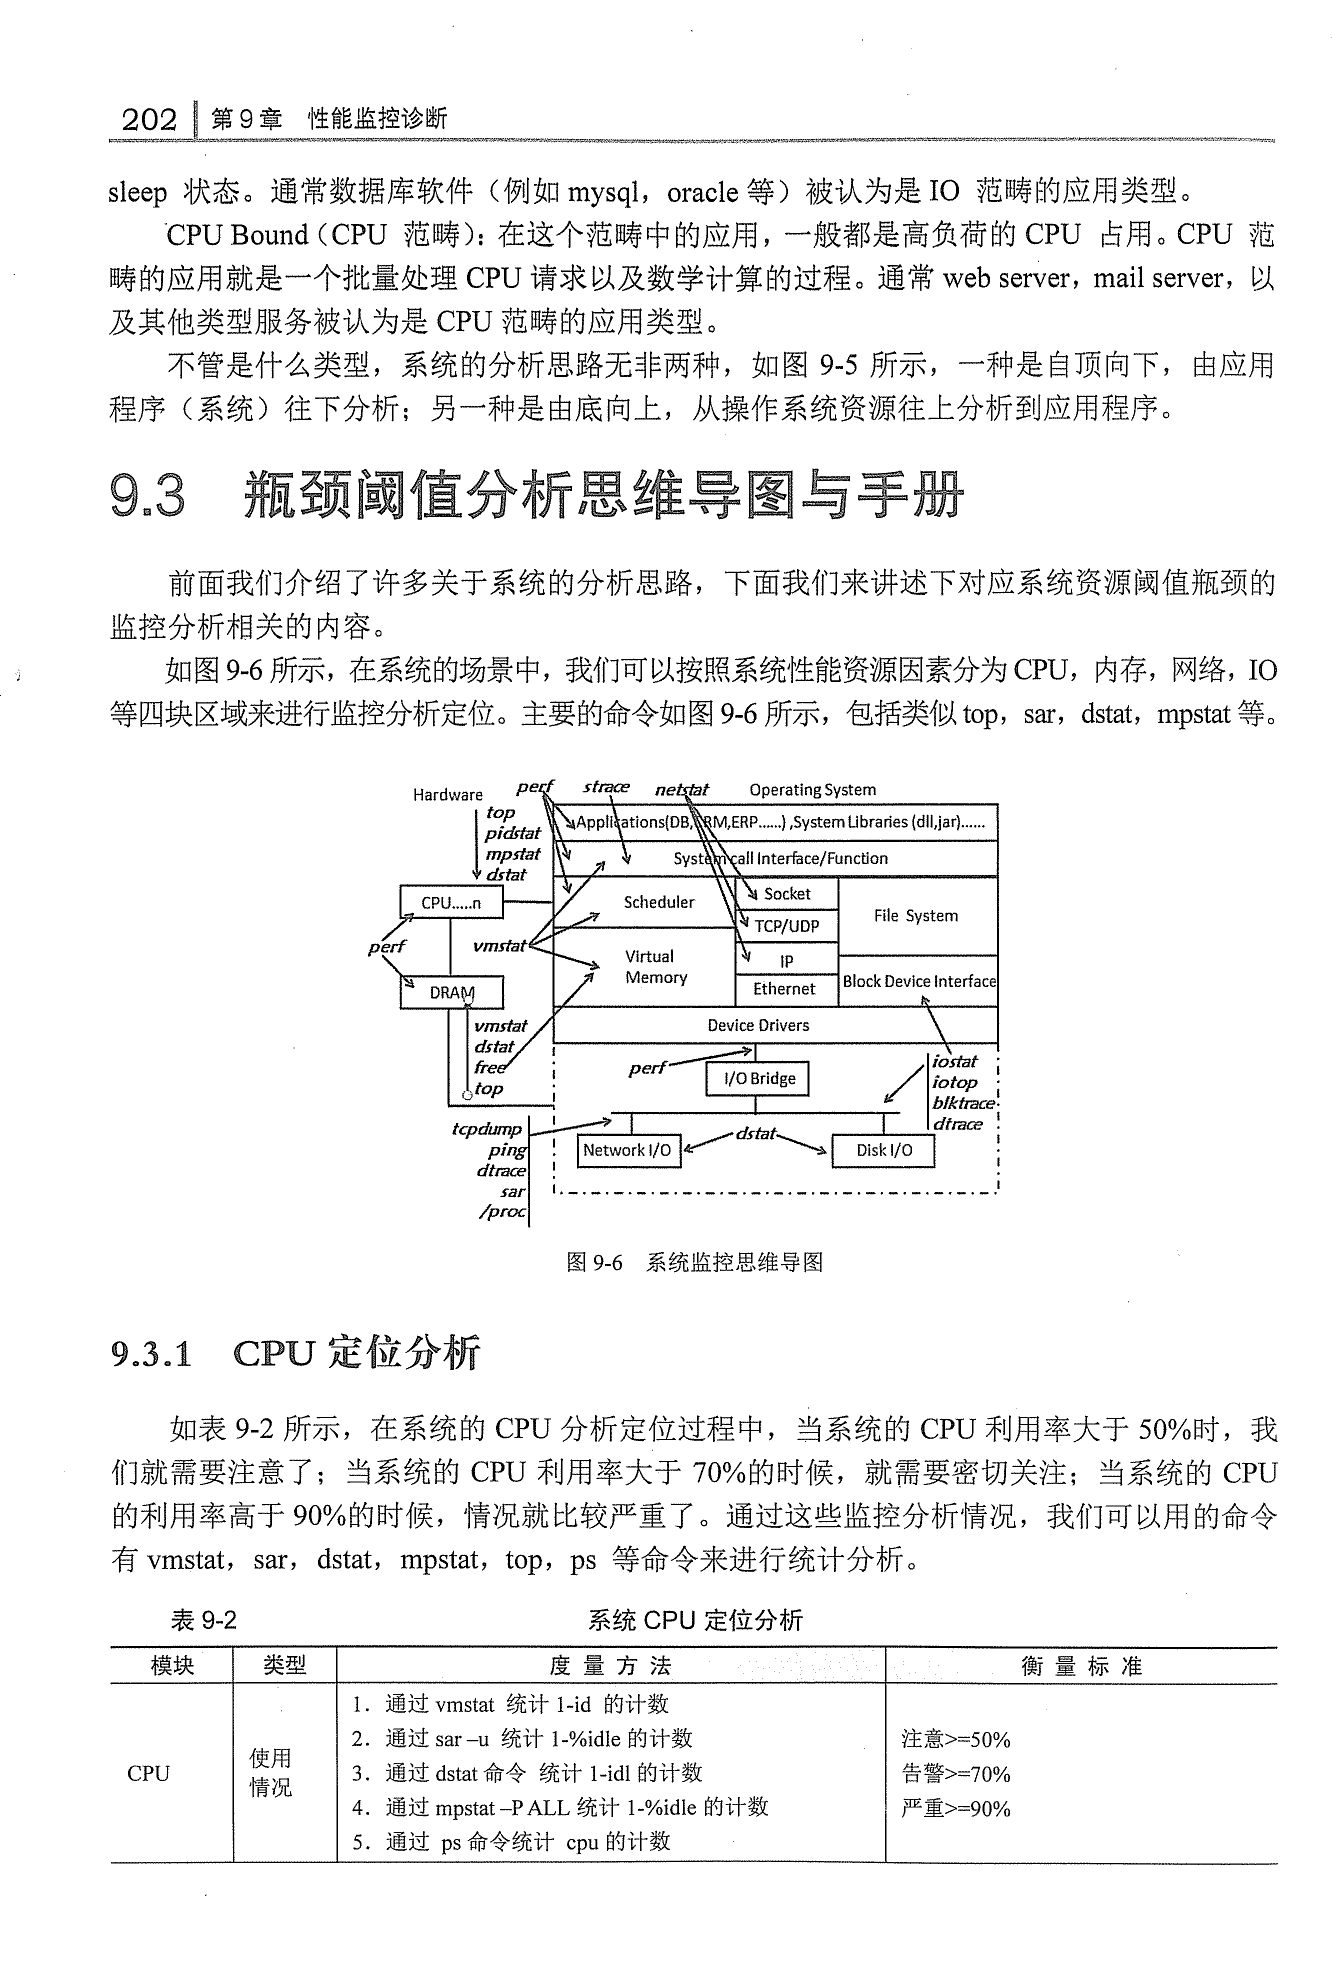 202 第9章 性能监控诊断
sleep 状态。通常数据库软件（例如 mysql，oracle 等）被认为是 IO 范畴的应用类型。
CPU Bound（CPU 范畴）：在这个范畴中的应用，一般都是高负荷的 CPU 占用。CPU 范
畴的应用就是一个批量处理 CPU 请求以及数学计算的过程。通常 web server，mail server，以
及其他类型服务被认为是 CPU 范畴的应用类型。
不管是什么类型，系统的分析思路无非两种，如图 9-5 所示，一种是自顶向下，由应用
程序（系统）往下分析；另一种是由底向上，从操作系统资源往上分析到应用程序。
9.3 瓶颈阈值分析思维导图与手册
前面我们介绍了许多关于系统的分析思路，下面我们来讲述下对应系统资源阈值瓶颈的
监控分析相关的内容。
如图 9-6 所示，在系统的场景中，我们可以按照系统性能资源因素分为 CPU，内存，网络，IO
等四块区域来进行监控分析定位。主要的命令如图 9-6 所示，包括类似 top，sar，dstat，mpstat 等。
Hardware perf strace netstat Operating System
top
pidstat
mpstat
dstat
Applications(DB,CRM,ERP......) ,System Libraries (dll,jar)......
System call Interface/Function
CPU.....n
Scheduler
Socket
TCP/UDP
File System
perf
vmstat
Virtual
Memory
IP
Ethernet
Block Device Interface
DRAM
Device Drivers
vmstat
dstat
free
top
perf
I/O Bridge
iostat
iotop
blktrace
dtrace
tcpdump
ping
dtrace
sar
/proc
Network I/O
dstat
Disk I/O
图 9-6 系统监控思维导图
9.3.1 CPU 定位分析
如表 9-2 所示，在系统的 CPU 分析定位过程中，当系统的 CPU 利用率大于 50%时，我
们就需要注意了；当系统的 CPU 利用率大于 70%的时候，就需要密切关注；当系统的 CPU
的利用率高于 90%的时候，情况就比较严重了。通过这些监控分析情况，我们可以用的命令
有 vmstat，sar，dstat，mpstat，top，ps 等命令来进行统计分析。
表 9-2 系统 CPU 定位分析
模块 类型 度 量 方 法 衡 量 标 准
CPU
使用
情况
1．通过 vmstat 统计 1-id 的计数
2．通过 sar –u 统计 1-%idle 的计数
3．通过 dstat 命令 统计 1-idl 的计数
4．通过 mpstat –P ALL 统计 1-%idle 的计数
5．通过 ps 命令统计 cpu 的计数
注意>=50%
告警>=70%
严重>=90%